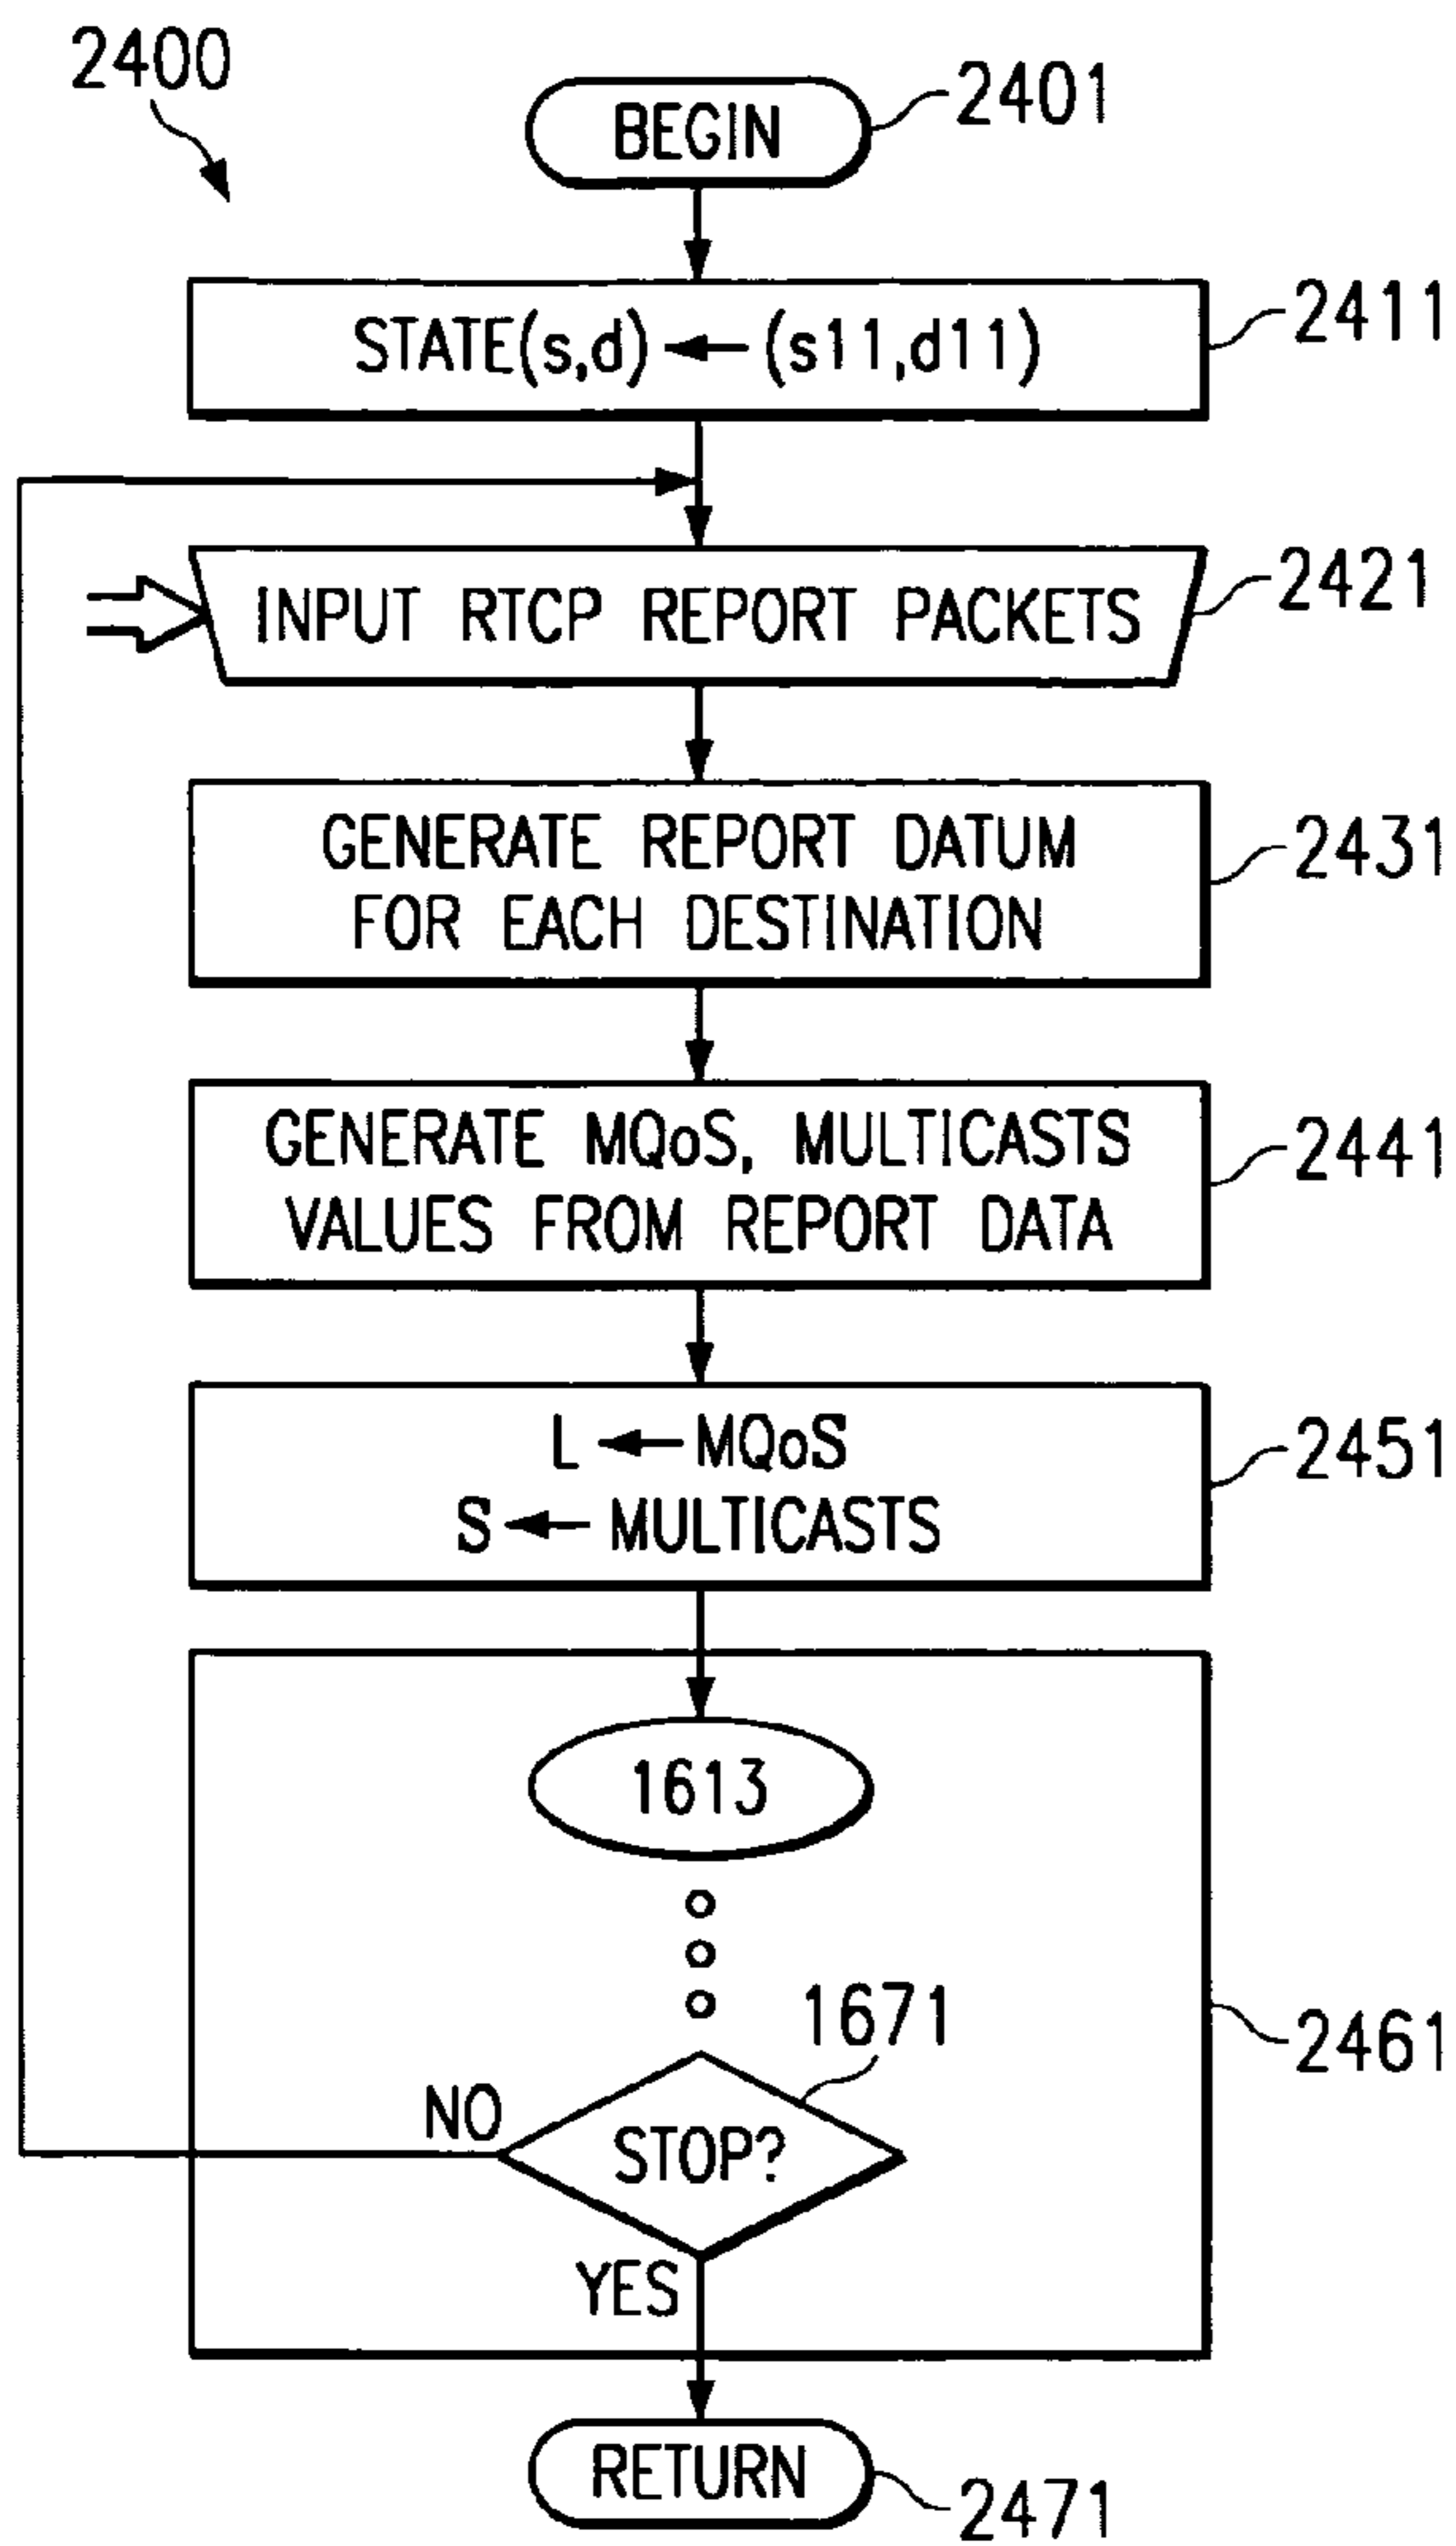 2400
BEGIN
2401
STATE(s,d) ← (s11,d11)
2411
INPUT RTCP REPORT PACKETS
2421
GENERATE REPORT DATUM
FOR EACH DESTINATION
2431
GENERATE MQoS, MULTICASTS
VALUES FROM REPORT DATA
2441
L ← MQoS
S ← MULTICASTS
2451
1613
1671
2461
NO
STOP?
YES
RETURN
2471